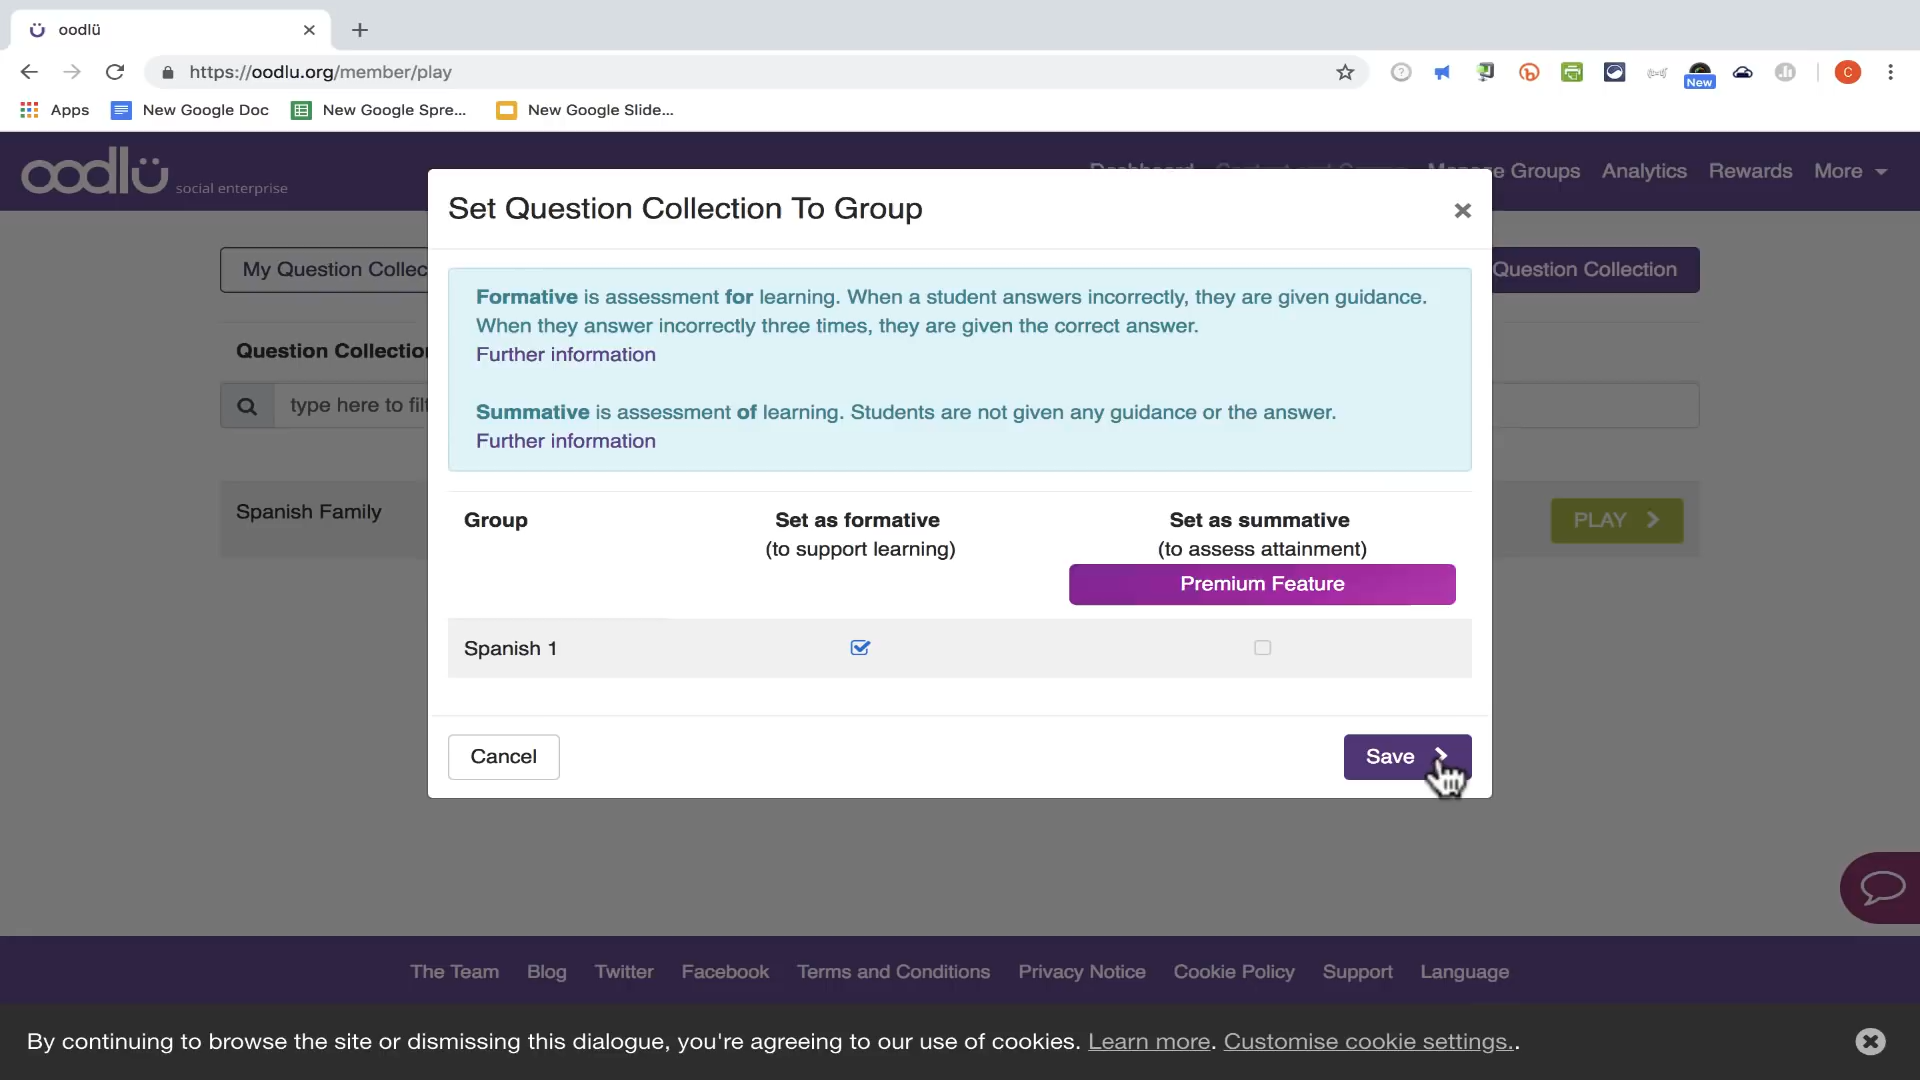 oodlü
https://oodlu.org/member/play
New
C
Apps
New Google Doc
New Google Spre...
New Google Slide...
oodlü social enterprise
Dashboard
Manage Groups
Analytics
Rewards
More
Set Question Collection To Group
My Question Collec
Question Collection
Formative is assessment for learning. When a student answers incorrectly, they are given guidance.
When they answer incorrectly three times, they are given the correct answer.
Further information
Summative is assessment of learning. Students are not given any guidance or the answer.
Further information
Question Collection
type here to filt
Spanish Family
PLAY
Group
Set as formative
(to support learning)
Set as summative
(to assess attainment)
Premium Feature
Spanish 1
Cancel
Save
The Team
Blog
Twitter
Facebook
Terms and Conditions
Privacy Notice
Cookie Policy
Support
Language
By continuing to browse the site or dismissing this dialogue, you're agreeing to our use of cookies. Learn more. Customise cookie settings..